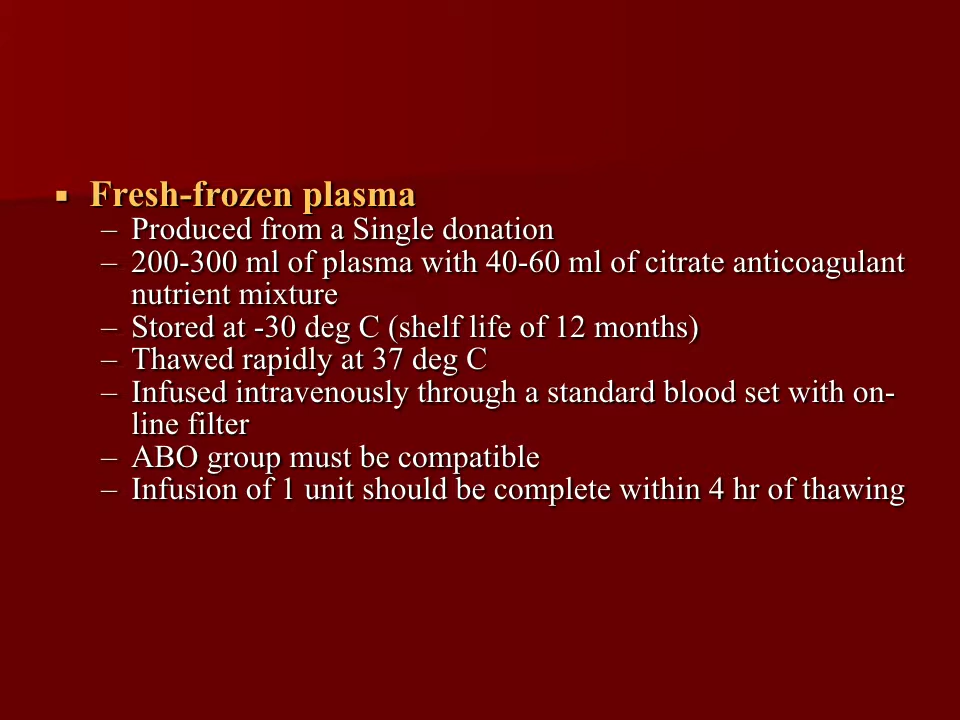 ▪ Fresh-frozen plasma
– Produced from a Single donation
– 200-300 ml of plasma with 40-60 ml of citrate anticoagulant
nutrient mixture
– Stored at -30 deg C (shelf life of 12 months)
– Thawed rapidly at 37 deg C
– Infused intravenously through a standard blood set with on-
line filter
– ABO group must be compatible
– Infusion of 1 unit should be complete within 4 hr of thawing